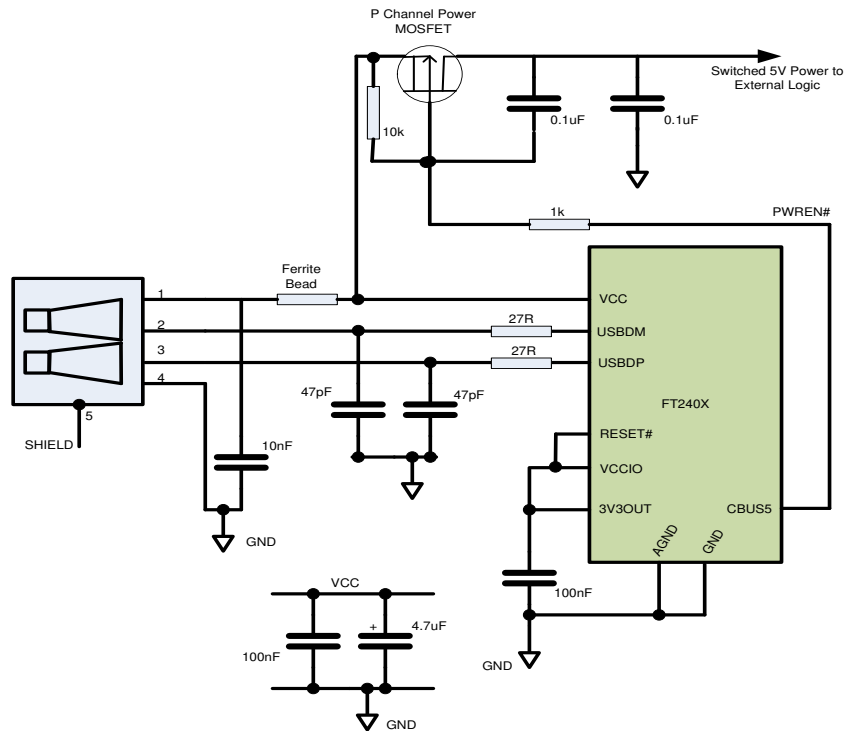 P Channel Power
MOSFET
Switched 5V Power to
External Logic
0.1uF
0.1uF
10k
1k
PWREN#
Ferrite
Bead
1
VCC
2
27R
USBDM
3
27R
USBDP
4
47pF
47pF
FT240X
5
SHIELD
10nF
RESET#
VCCIO
3V3OUT
CBUS5
AGND
GND
GND
100nF
VCC
100nF
+
4.7uF
GND
GND